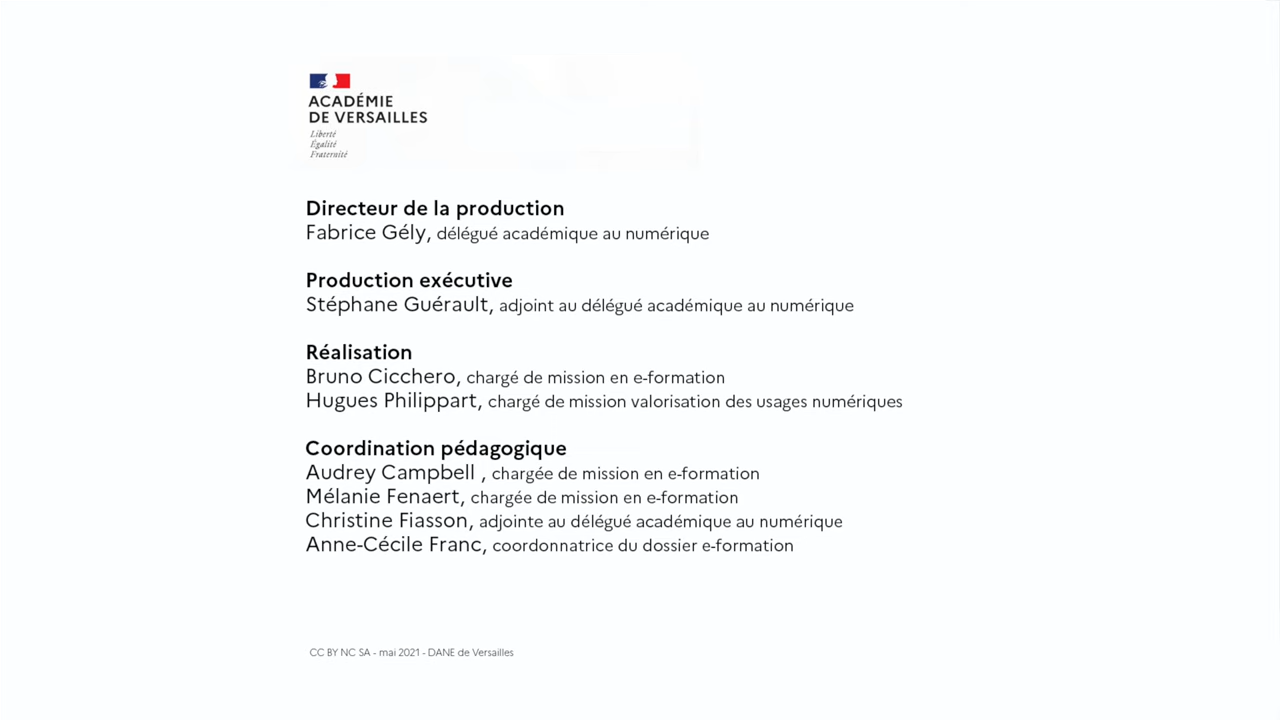 ACADÉMIE
DE VERSAILLES
Liberté
Égalité
Fraternité
Directeur de la production
Fabrice Gély, délégué académique au numérique
Production exécutive
Stéphane Guérault, adjoint au délégué académique au numérique
Réalisation
Bruno Cicchero, chargé de mission en e-formation
Hugues Philippart, chargé de mission valorisation des usages numériques
Coordination pédagogique
Audrey Campbell , chargée de mission en e-formation
Mélanie Fenaert, chargée de mission en e-formation
Christine Fiasson, adjointe au délégué académique au numérique
Anne-Cécile Franc, coordonnatrice du dossier e-formation
CC BY NC SA - mai 2021 - DANE de Versailles